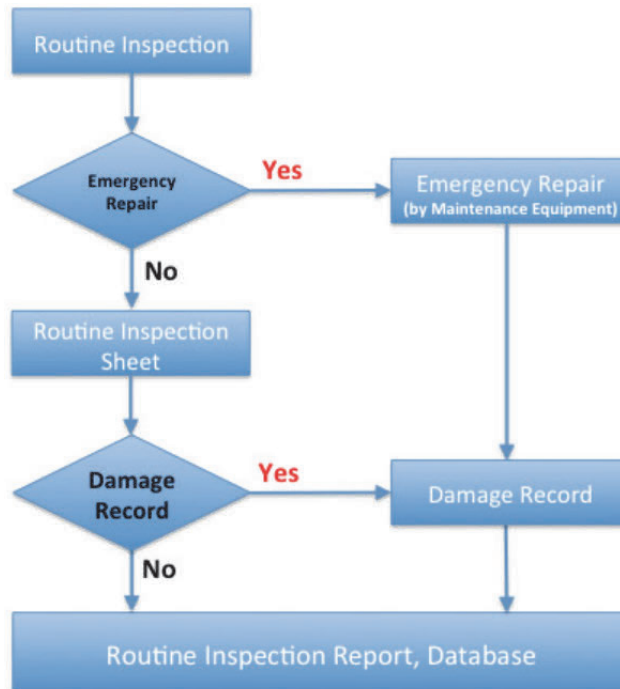 Routine Inspection
Emergency
Repair
Yes
Emergency Repair
(by Maintenance Equipment)
No
Routine Inspection
Sheet
Damage
Record
Yes
Damage Record
No
Routine Inspection Report, Database